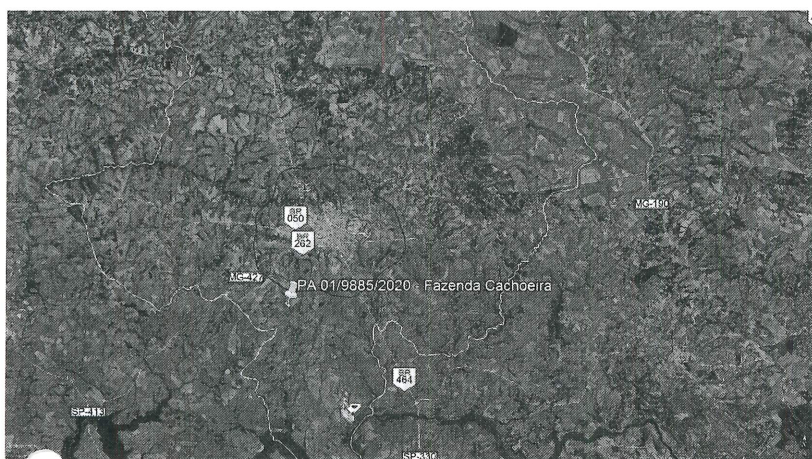 BR
050
BR
262
MG-190
MG-427
PA 01/9885/2020 - Fazenda Cachoeira
BR
464
SP-413
SP-330